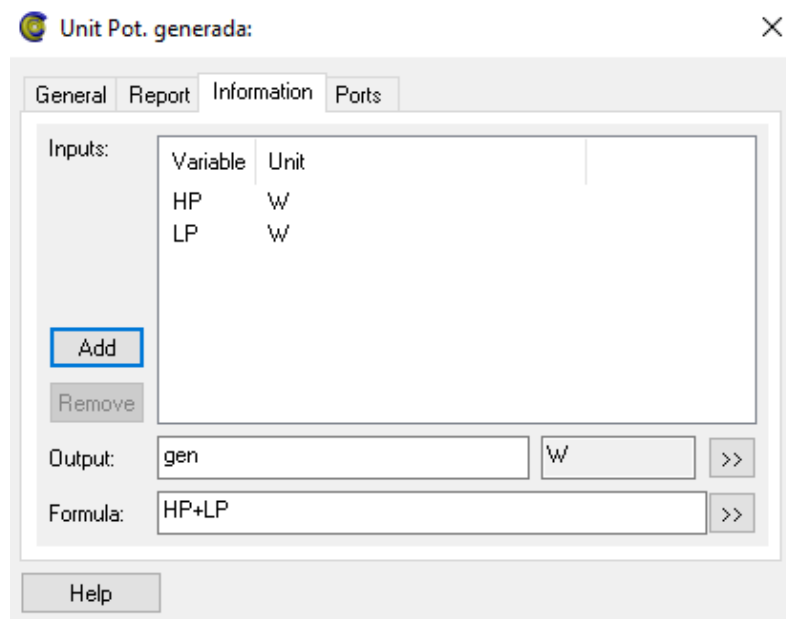 Unit Pot. generada:
General Report Information Ports
Inputs:
Variable Unit
HP W
LP W
Add
Remove
Output: gen W >>
Formula: HP+LP >>
Help